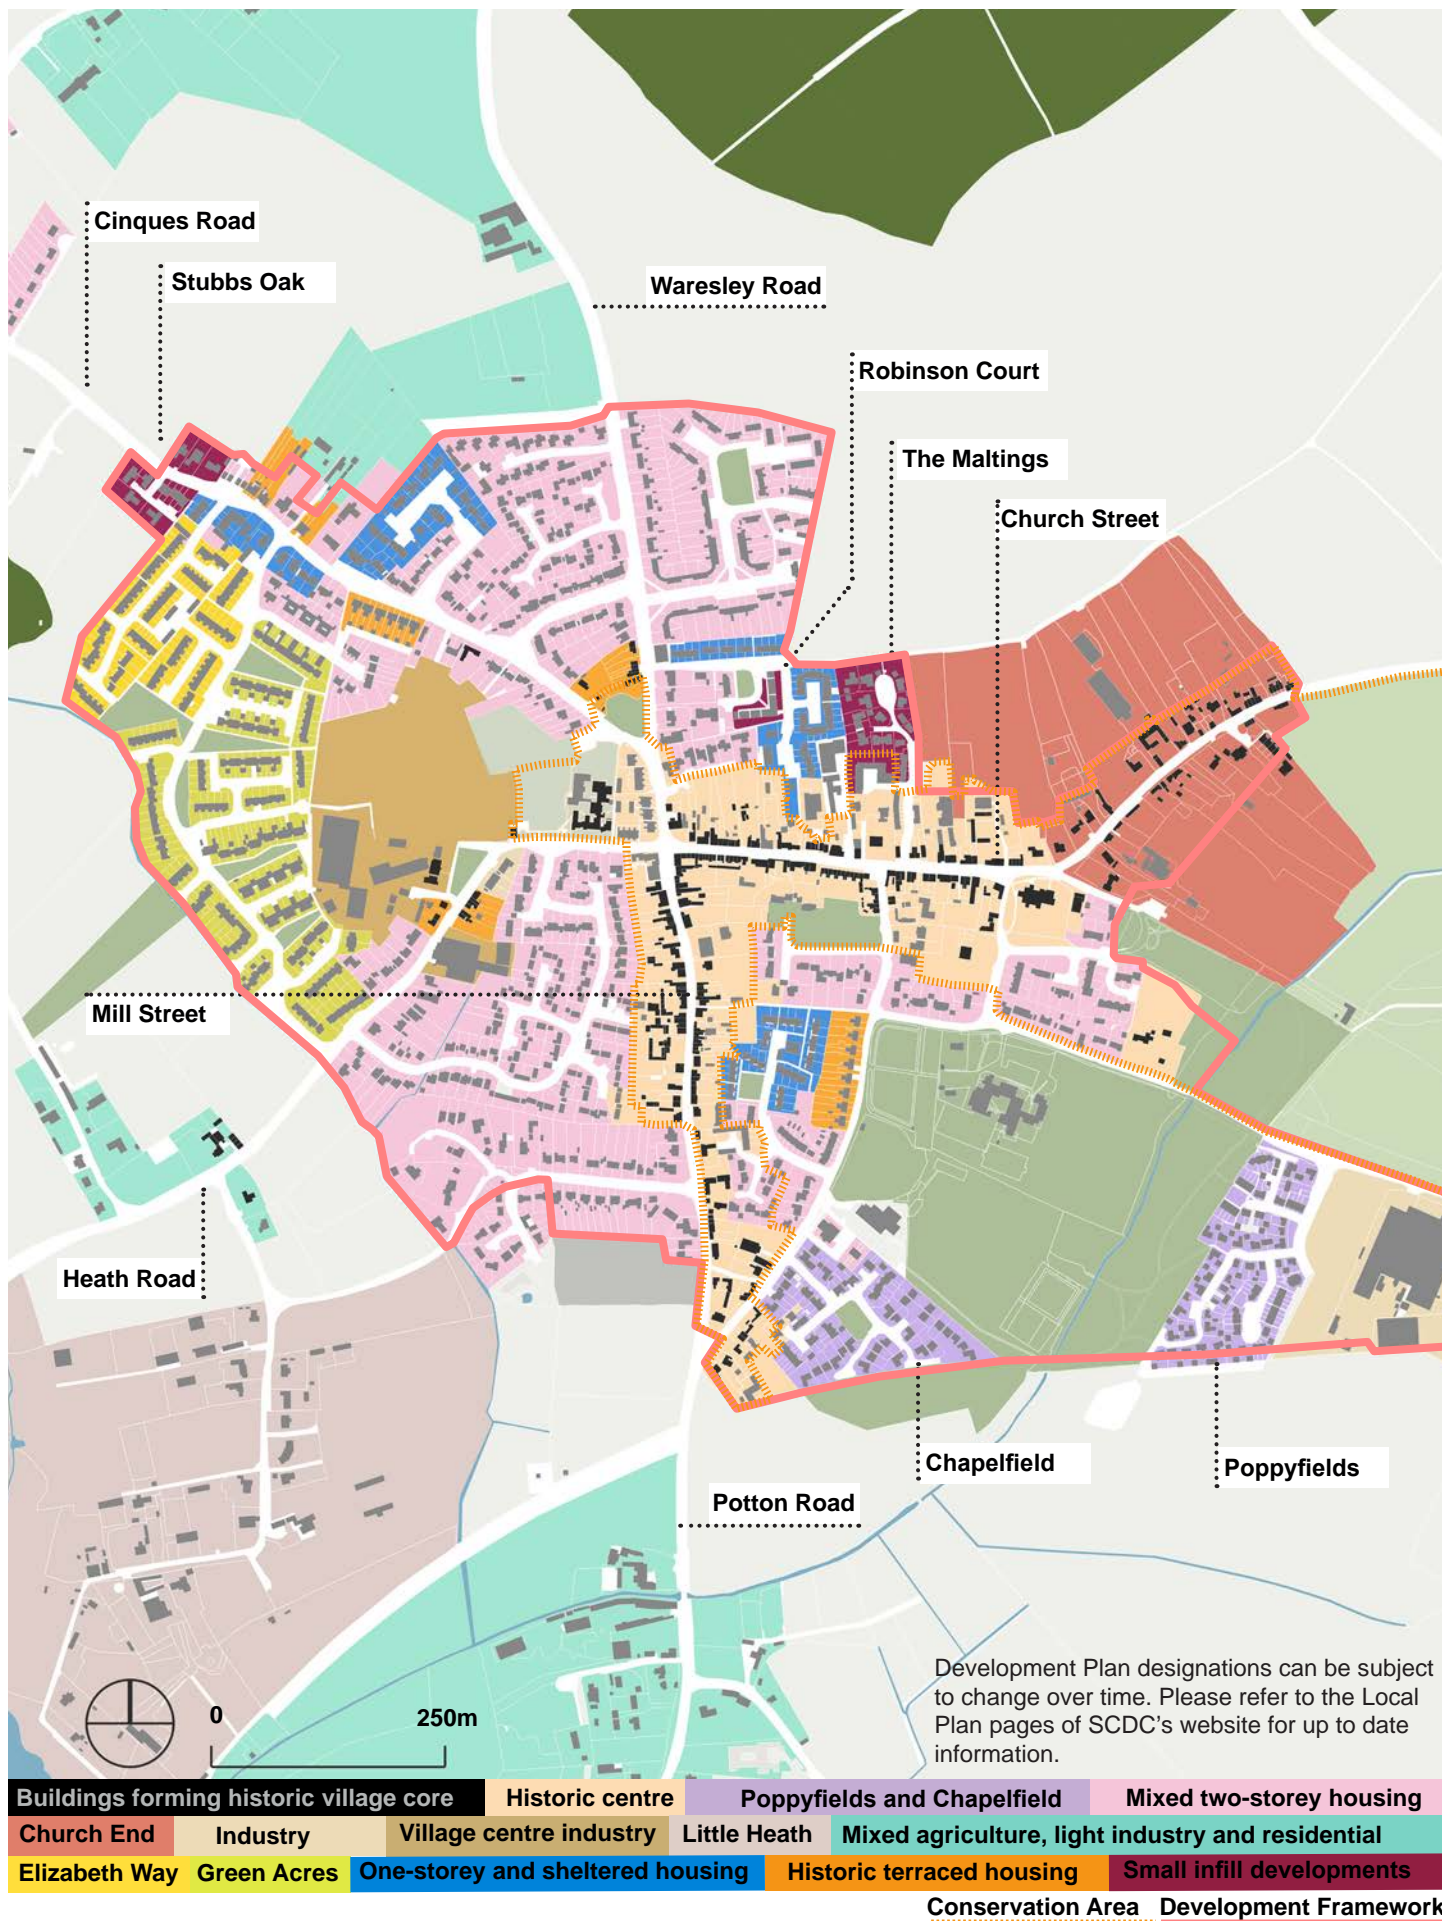 Cinques Road
Stubbs Oak
Waresley Road
Robinson Court
The Maltings
Church Street
Mill Street
Heath Road
Chapelfield
Poppyfields
Potton Road
0 250m
Development Plan designations can be subject
to change over time. Please refer to the Local
Plan pages of SCDC's website for up to date
information.
Buildings forming historic village core Historic centre Poppyfields and Chapelfield Mixed two-storey housing
Church End Industry Village centre industry Little Heath Mixed agriculture, light industry and residential
Elizabeth Way Green Acres One-storey and sheltered housing Historic terraced housing Small infill developments
Conservation Area Development Framework